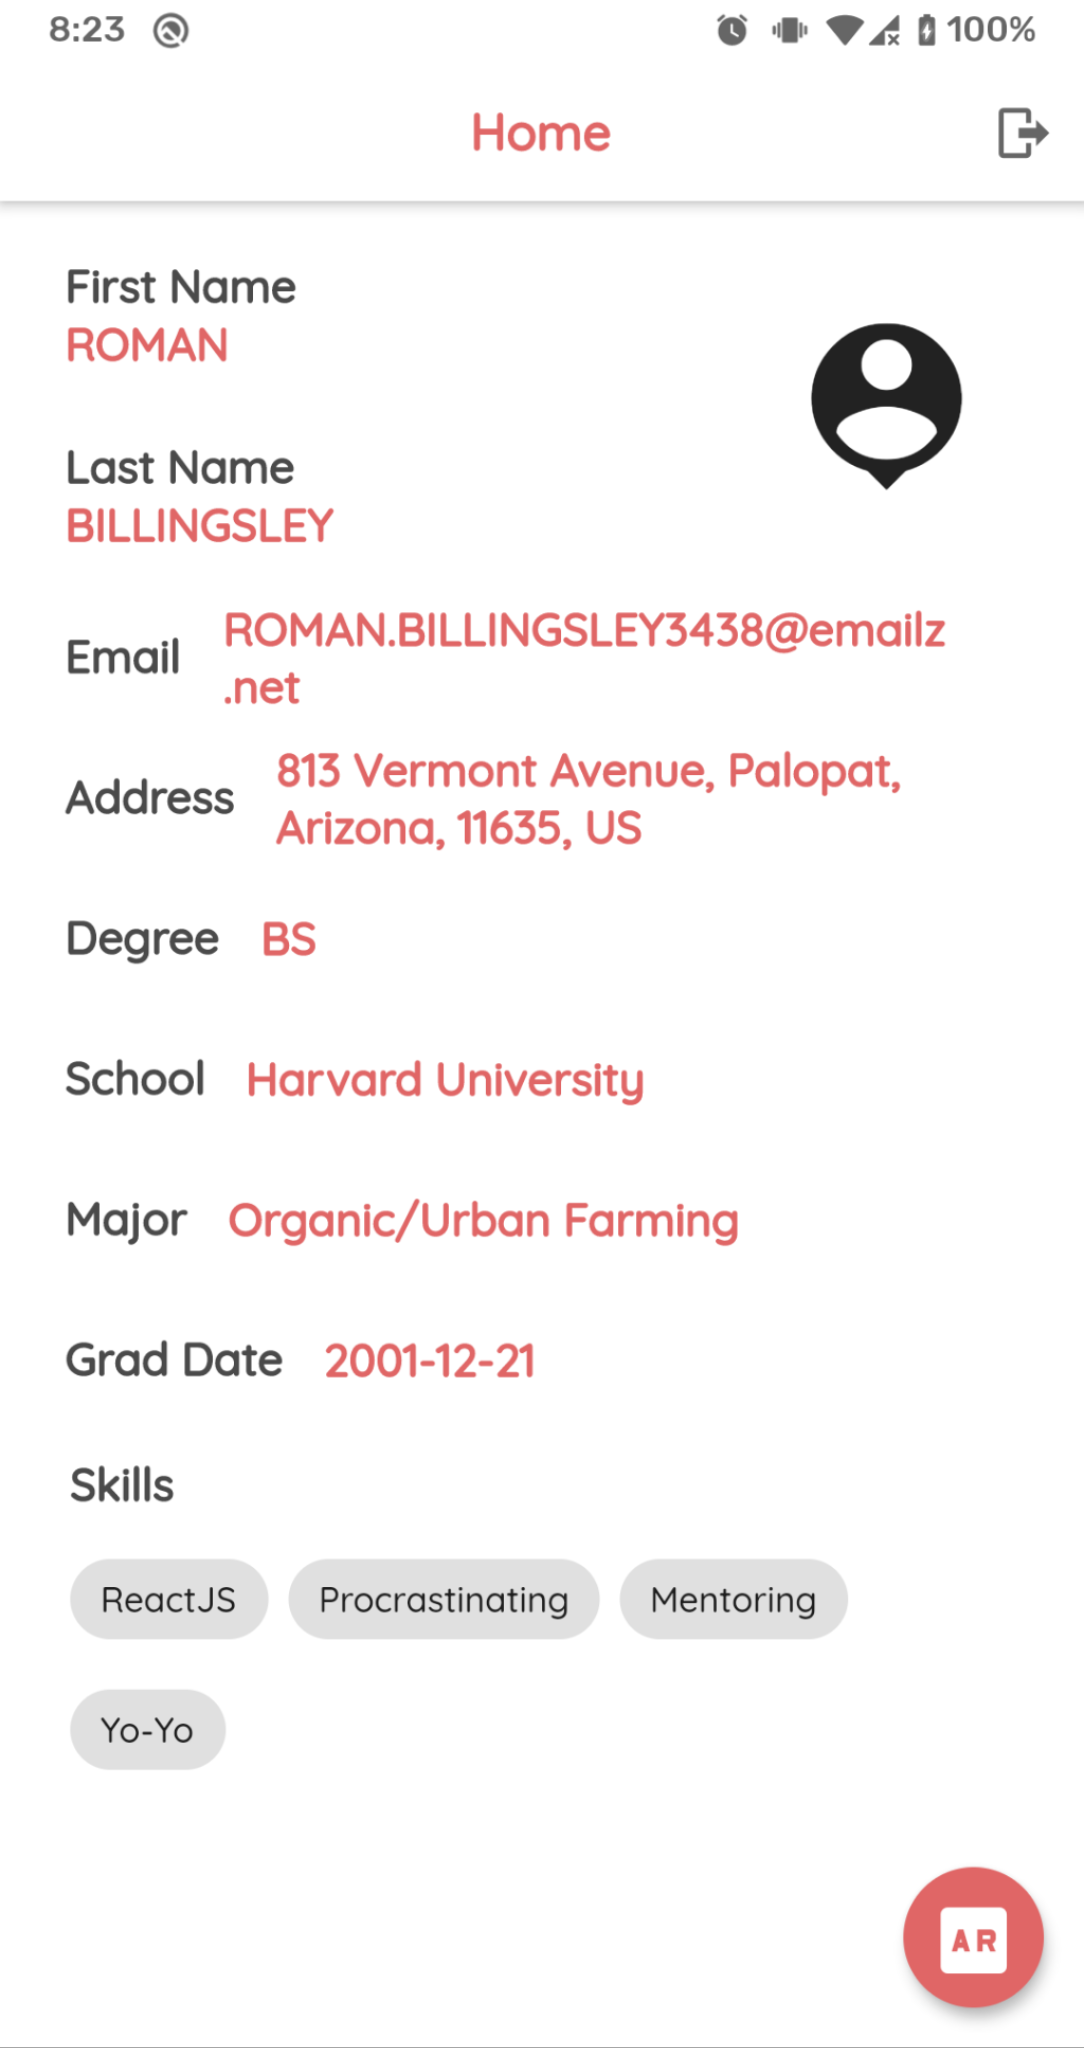 8:23
100%
Home
First Name
ROMAN
Last Name
BILLINGSLEY
Email
ROMAN.BILLINGSLEY3438@emailz
.net
Address
813 Vermont Avenue, Palopat,
Arizona, 11635, US
Degree BS
School Harvard University
Major Organic/Urban Farming
Grad Date 2001-12-21
Skills
ReactJS Procrastinating Mentoring
Yo-Yo
AR